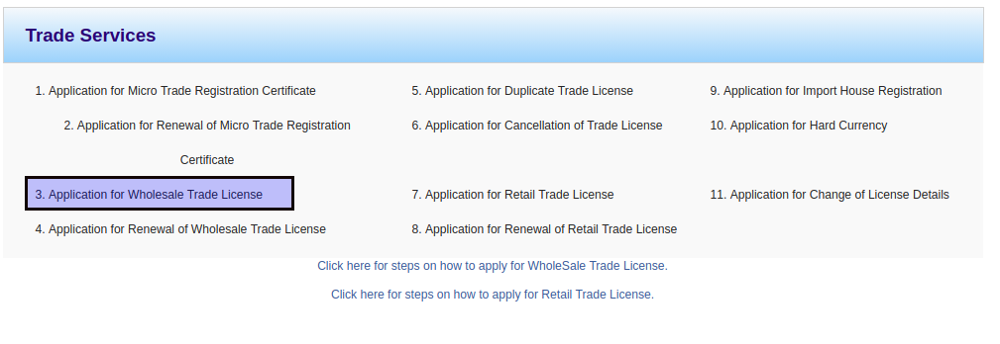 Trade Services
1. Application for Micro Trade Registration Certificate
2. Application for Renewal of Micro Trade Registration
Certificate
3. Application for Wholesale Trade License
4. Application for Renewal of Wholesale Trade License
5. Application for Duplicate Trade License
6. Application for Cancellation of Trade License
7. Application for Retail Trade License
8. Application for Renewal of Retail Trade License
9. Application for Import House Registration
10. Application for Hard Currency
11. Application for Change of License Details
Click here for steps on how to apply for WholeSale Trade License.
Click here for steps on how to apply for Retail Trade License.